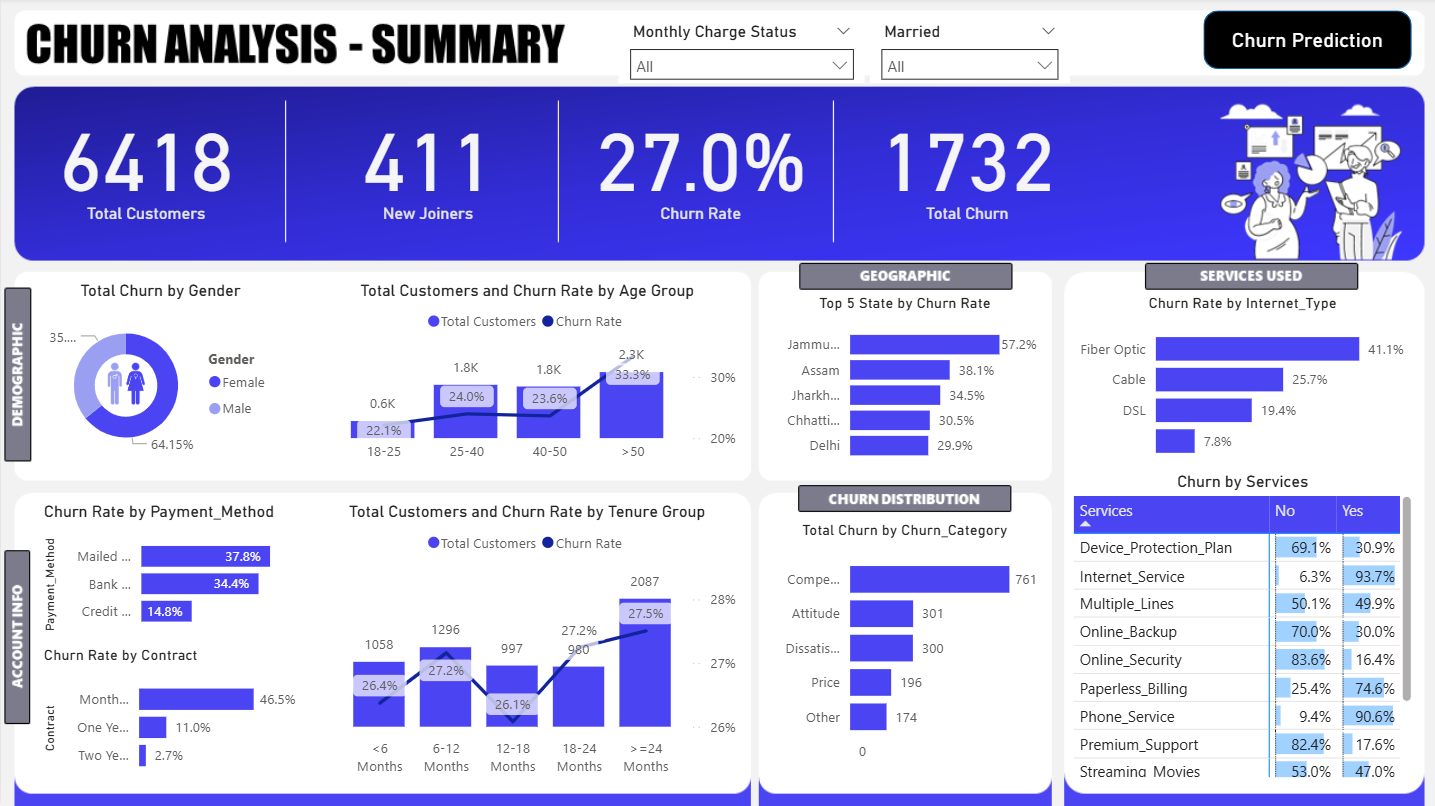 CHURN ANALYSIS - SUMMARY
Monthly Charge Status
All
Married
All
Churn Prediction
6418
Total Customers
411
New Joiners
27.0%
Churn Rate
1732
Total Churn
DEMOGRAPHIC
Total Churn by Gender
35....
64.15%
Gender
Female
Male
Total Customers and Churn Rate by Age Group
Total Customers Churn Rate
0.6K
1.8K
1.8K
2.3K
22.1%
24.0%
23.6%
33.3%
30%
20%
18-25
25-40
40-50
>50
GEOGRAPHIC
Top 5 State by Churn Rate
Jammu... 57.2%
Assam 38.1%
Jharkh... 34.5%
Chhatti... 30.5%
Delhi 29.9%
SERVICES USED
Churn Rate by Internet_Type
Fiber Optic 41.1%
Cable 25.7%
DSL 19.4%
7.8%
Churn by Services
Services No Yes
Device_Protection_Plan 69.1% 30.9%
Internet_Service 6.3% 93.7%
Multiple_Lines 50.1% 49.9%
Online_Backup 70.0% 30.0%
Online_Security 83.6% 16.4%
Paperless_Billing 25.4% 74.6%
Phone_Service 9.4% 90.6%
Premium_Support 82.4% 17.6%
Streaming_Movies 53.0% 47.0%
ACCOUNT INFO
Churn Rate by Payment_Method
Payment_Method
Mailed ... 37.8%
Bank ... 34.4%
Credit ... 14.8%
Churn Rate by Contract
Contract
Month... 46.5%
One Ye... 11.0%
Two Ye... 2.7%
Total Customers and Churn Rate by Tenure Group
Total Customers Churn Rate
1058
1296
997
980
2087
26.4%
27.2%
26.1%
27.2%
27.5%
28%
27%
26%
<6
Months
6-12
Months
12-18
Months
18-24
Months
>=24
Months
CHURN DISTRIBUTION
Total Churn by Churn_Category
Compe... 761
Attitude 301
Dissatis... 300
Price 196
Other 174
0